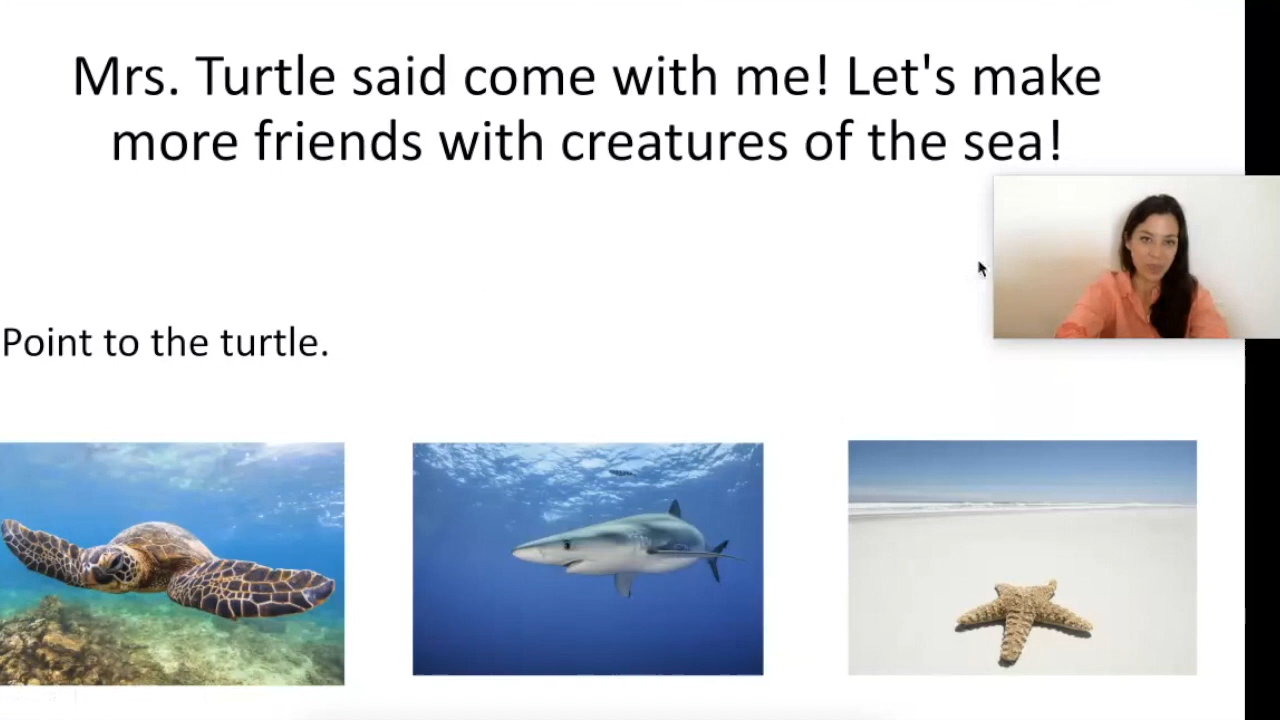 Mrs. Turtle said come with me! Let's make
more friends with creatures of the sea!
Point to the turtle.